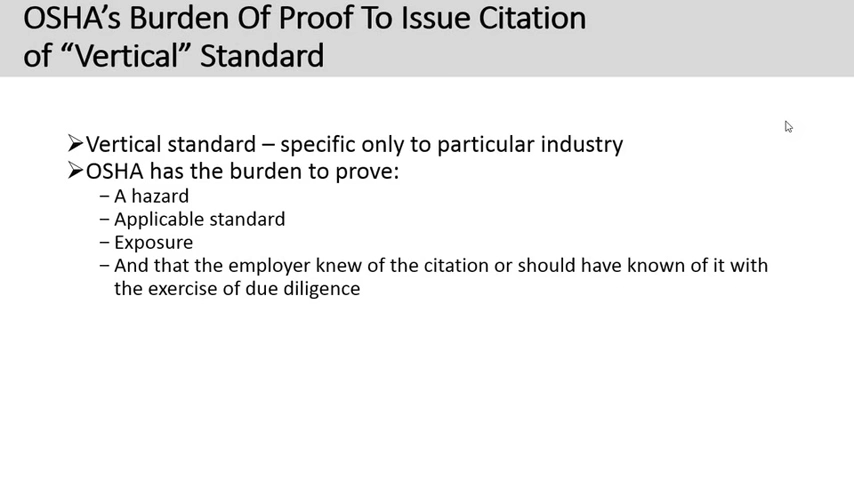 OSHA's Burden Of Proof To Issue Citation
of "Vertical" Standard
➢Vertical standard – specific only to particular industry
➢OSHA has the burden to prove:
– A hazard
– Applicable standard
– Exposure
– And that the employer knew of the citation or should have known of it with
the exercise of due diligence